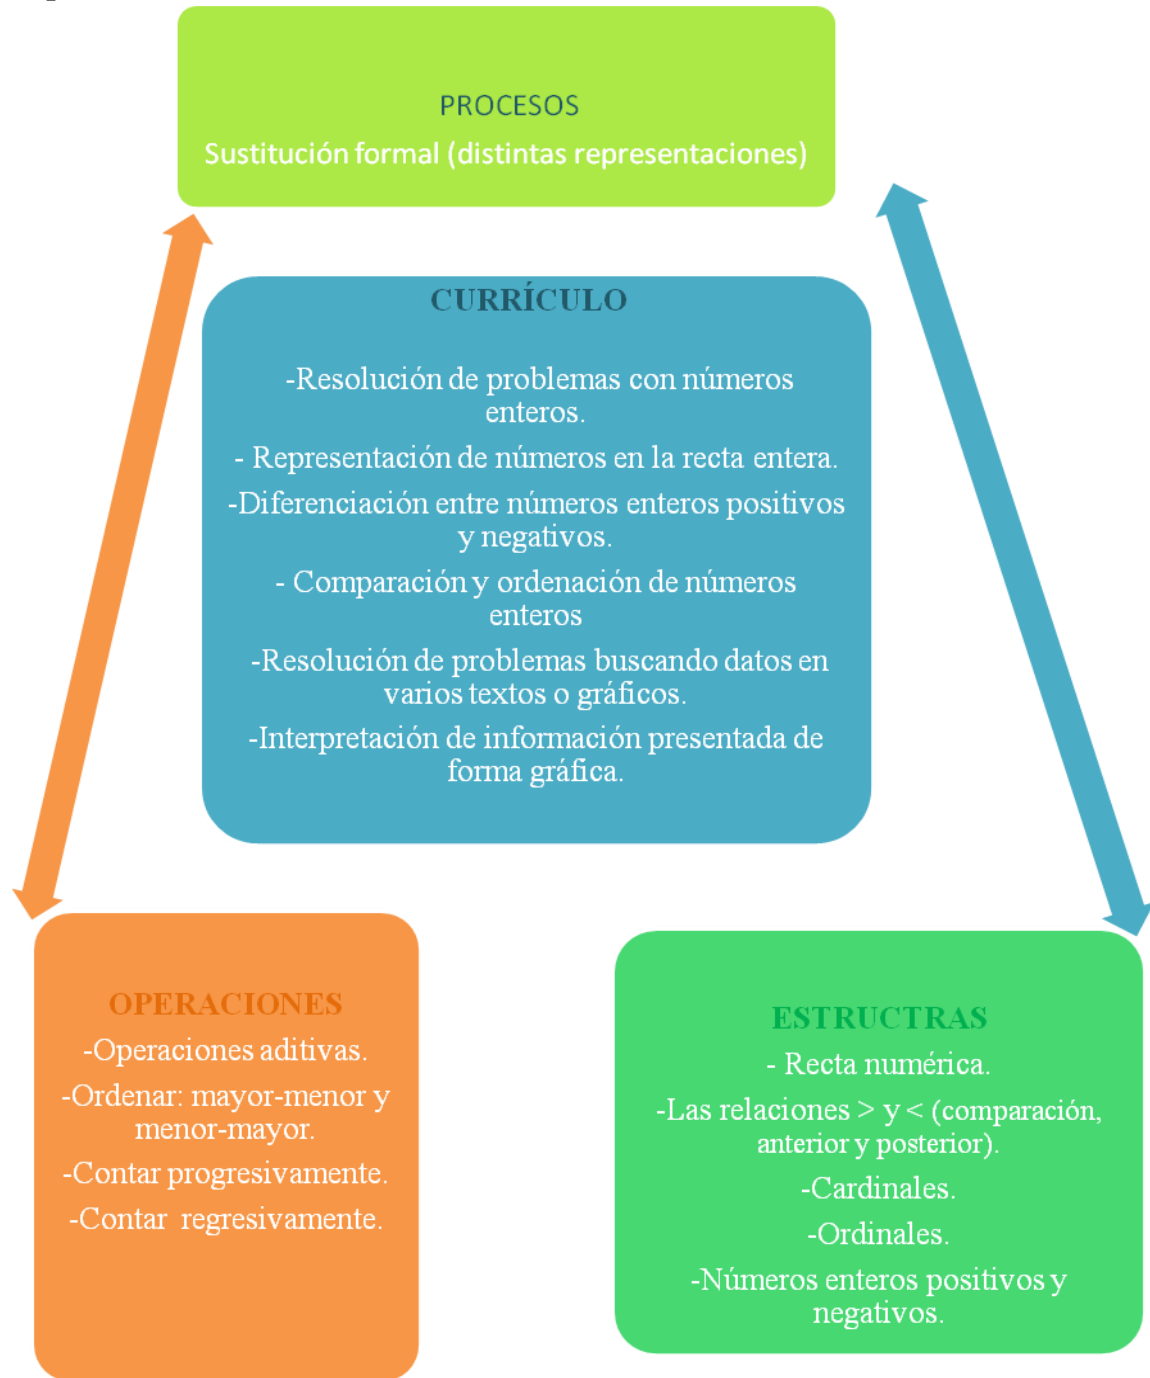 PROCESOS
Sustitución formal (distintas representaciones)
CURRÍCULO
-Resolución de problemas con números
enteros.
- Representación de números en la recta entera.
-Diferenciación entre números enteros positivos
y negativos.
- Comparación y ordenación de números
enteros
-Resolución de problemas buscando datos en
varios textos o gráficos.
-Interpretación de información presentada de
forma gráfica.
OPERACIONES
-Operaciones aditivas.
-Ordenar: mayor-menor y
menor-mayor.
-Contar progresivamente.
-Contar regresivamente.
ESTRUCTRAS
- Recta numérica.
-Las relaciones > y < (comparación,
anterior y posterior).
-Cardinales.
-Ordinales.
-Números enteros positivos y
negativos.